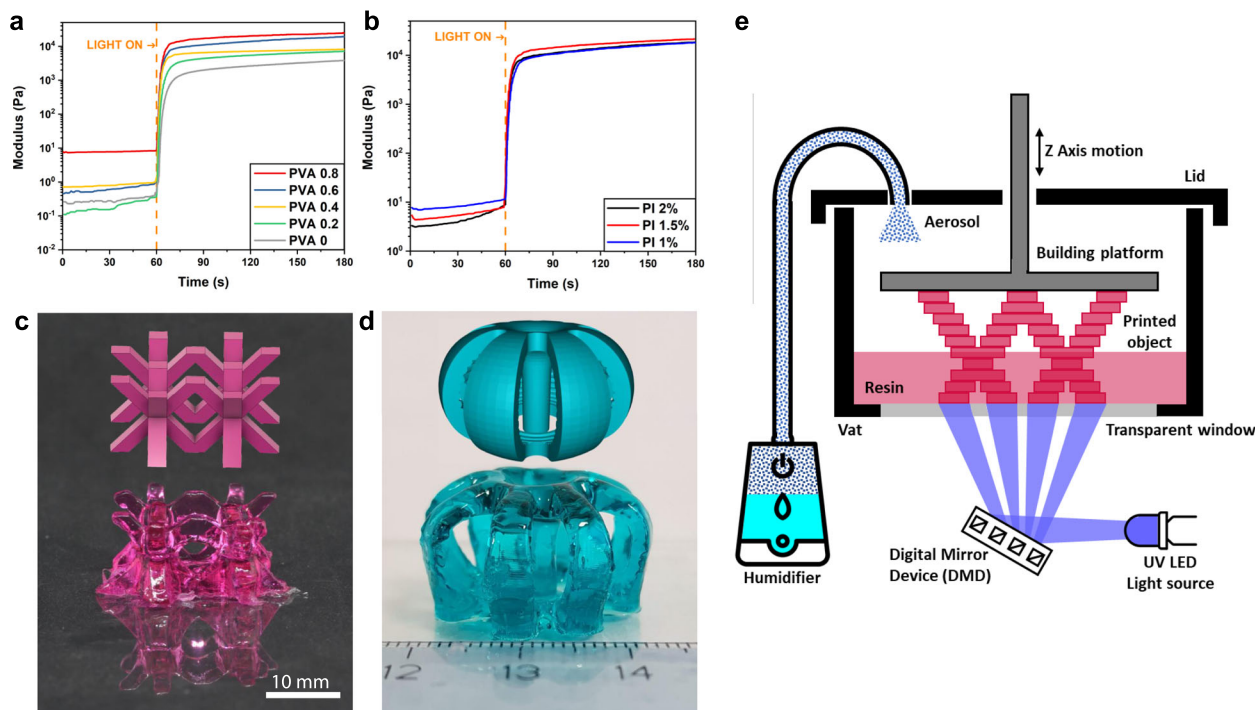 a
LIGHT ON
10⁴
10³
10²
10¹
10⁰
10⁻¹
10⁻²
Modulus (Pa)
PVA 0.8
PVA 0.6
PVA 0.4
PVA 0.2
PVA 0
0 30 60 90 120 150 180
Time (s)
b
LIGHT ON
10⁴
10³
10²
10¹
10⁰
Modulus (Pa)
PI 2%
PI 1.5%
PI 1%
0 30 60 90 120 150 180
Time (s)
c
10 mm
d
12 13 14
e
Z Axis motion
Lid
Aerosol
Building platform
Printed
object
Resin
Vat
Transparent window
Humidifier
Digital Mirror
Device (DMD)
UV LED
Light source